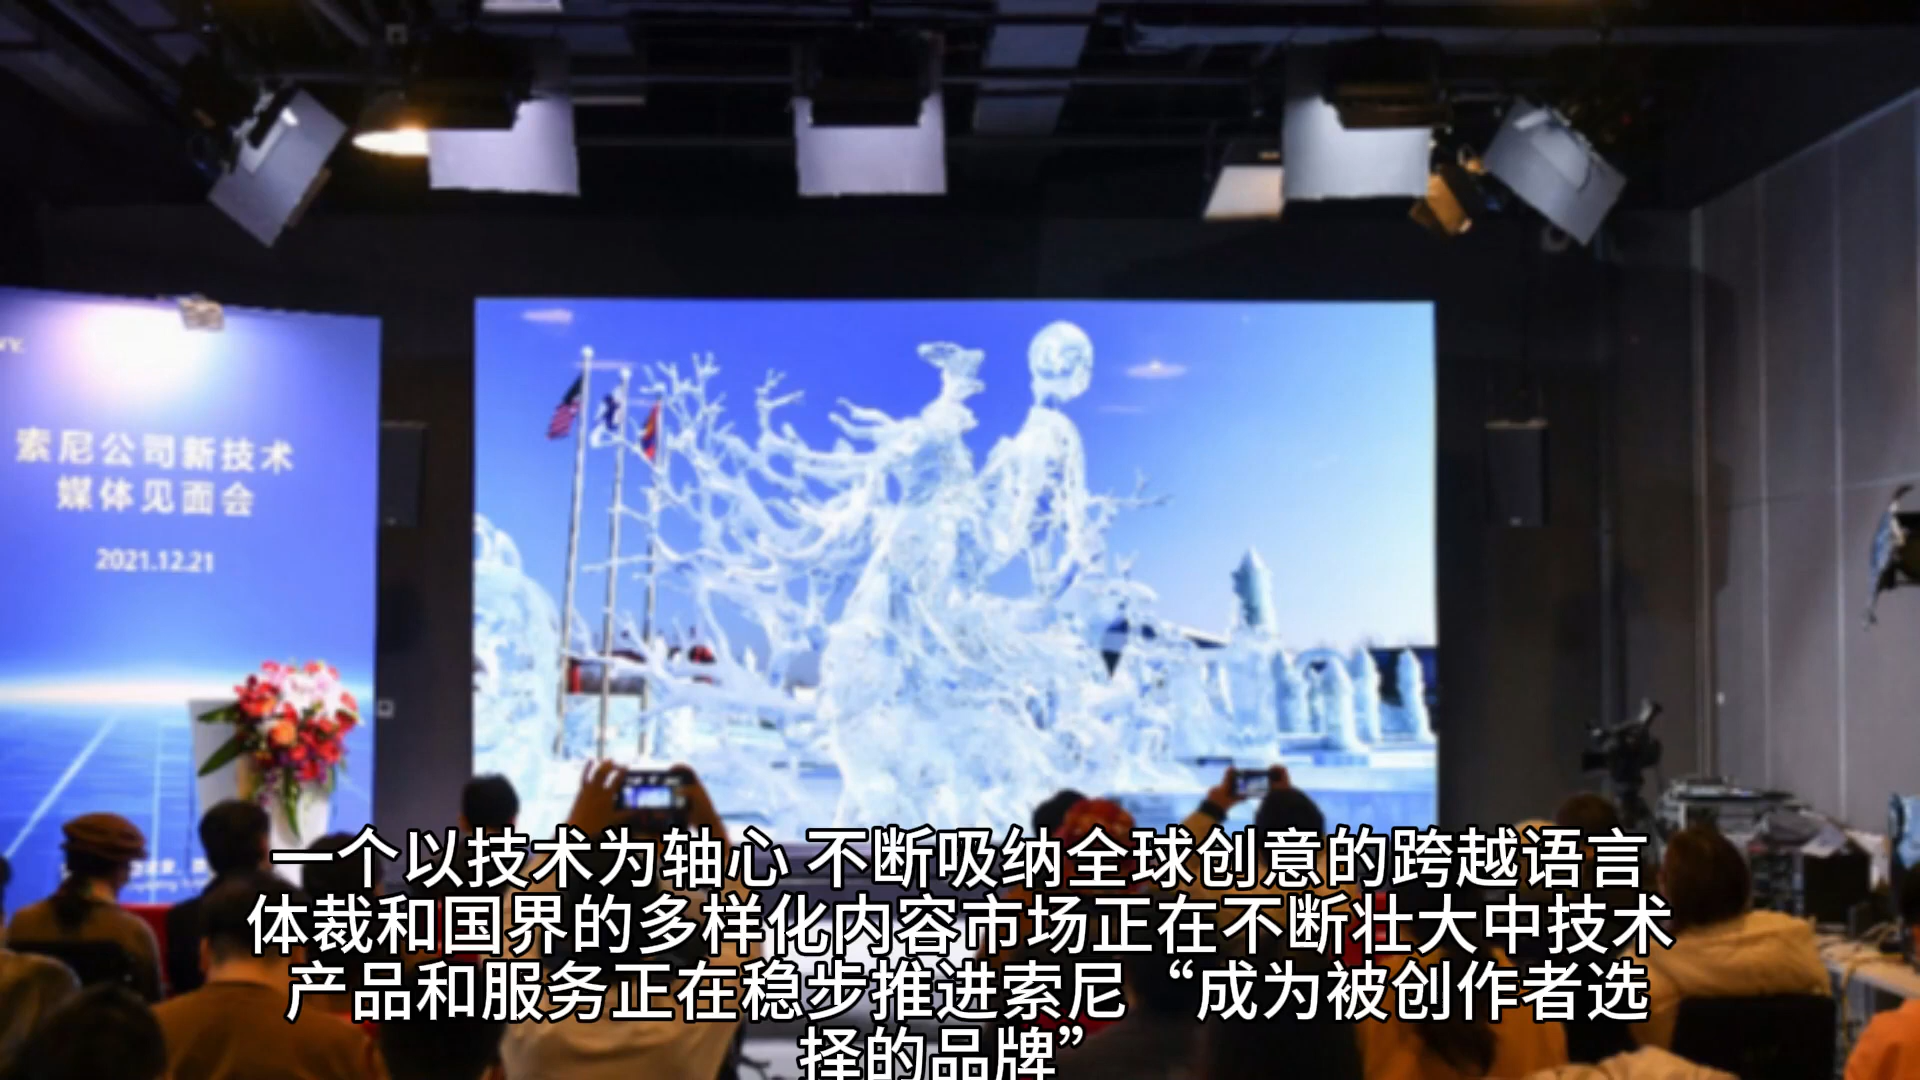 索尼公司新技术
媒体见面会
2021.12.21
一个以技术为轴心 不断吸纳全球创意的跨越语言
体裁和国界的多样化内容市场正在不断壮大中技术
产品和服务正在稳步推进索尼“成为被创作者选
择的品牌”